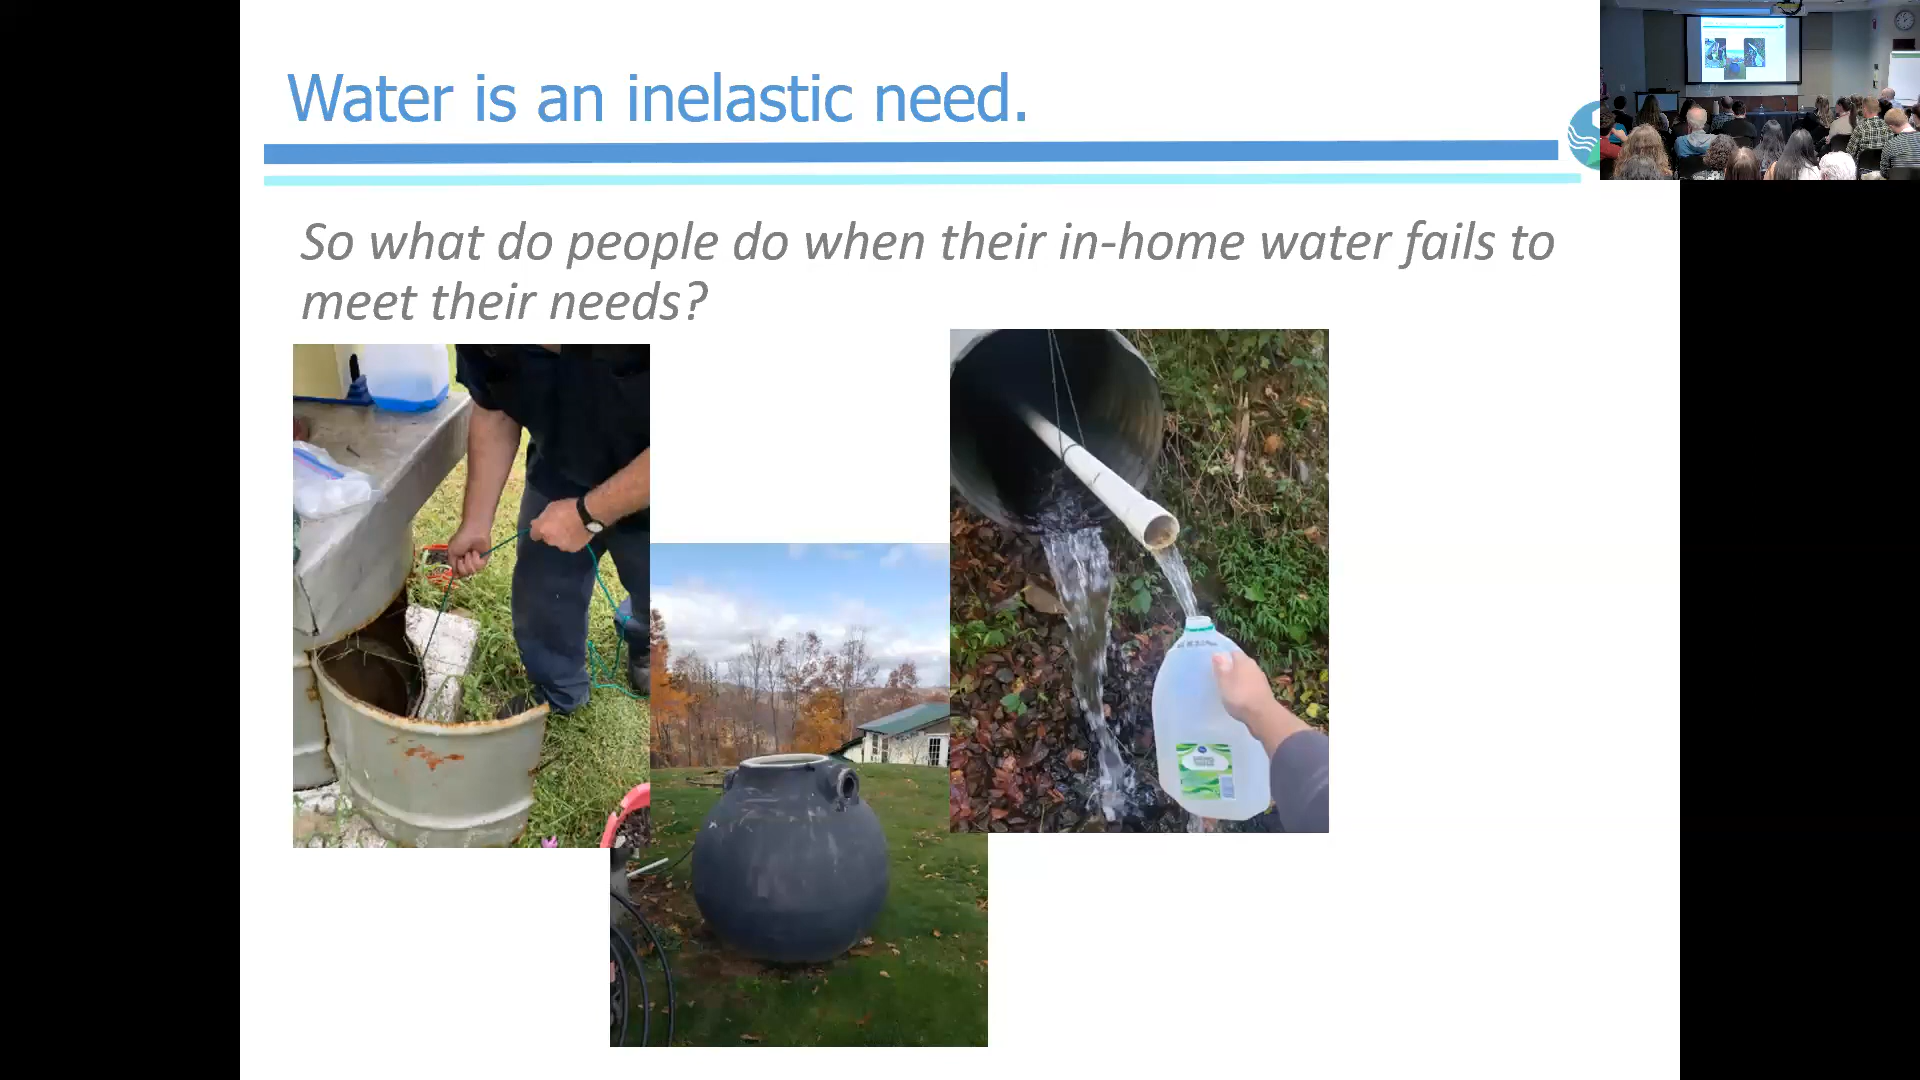 Water is an inelastic need.
So what do people do when their in-home water fails to
meet their needs?